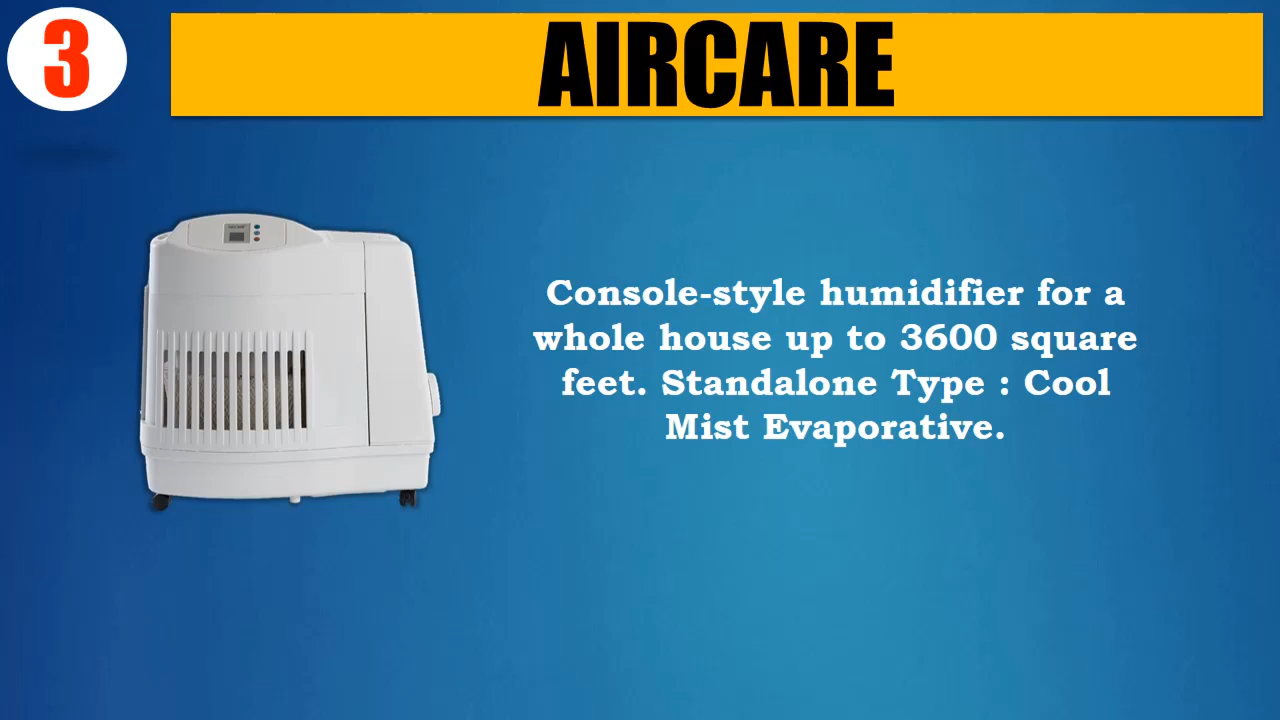 3
AIRCARE
Console-style humidifier for a
whole house up to 3600 square
feet. Standalone Type : Cool
Mist Evaporative.